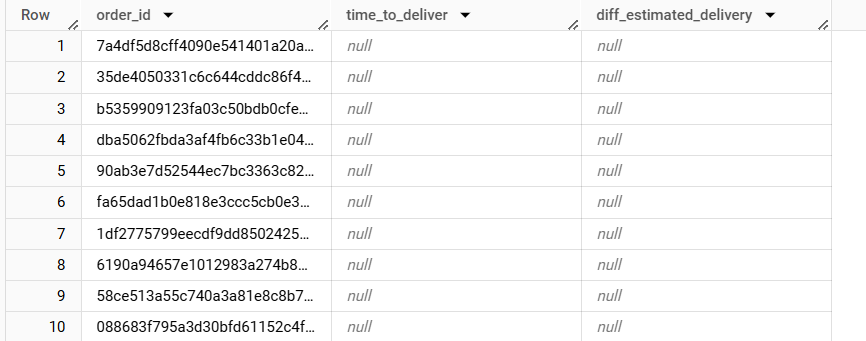 Row order_id time_to_deliver diff_estimated_delivery
1 7a4df5d8cff4090e541401a20a... null null
2 35de4050331c6c644cddc86f4... null null
3 b5359909123fa03c50bdb0cfe... null null
4 dba5062fbda3af4fb6c33b1e04... null null
5 90ab3e7d52544ec7bc3363c82... null null
6 fa65dad1b0e818e3ccc5cb0e3... null null
7 1df2775799eecdf9dd8502425... null null
8 6190a94657e1012983a274b8... null null
9 58ce513a55c740a3a81e8c8b7... null null
10 088683f795a3d30bfd61152c4f... null null